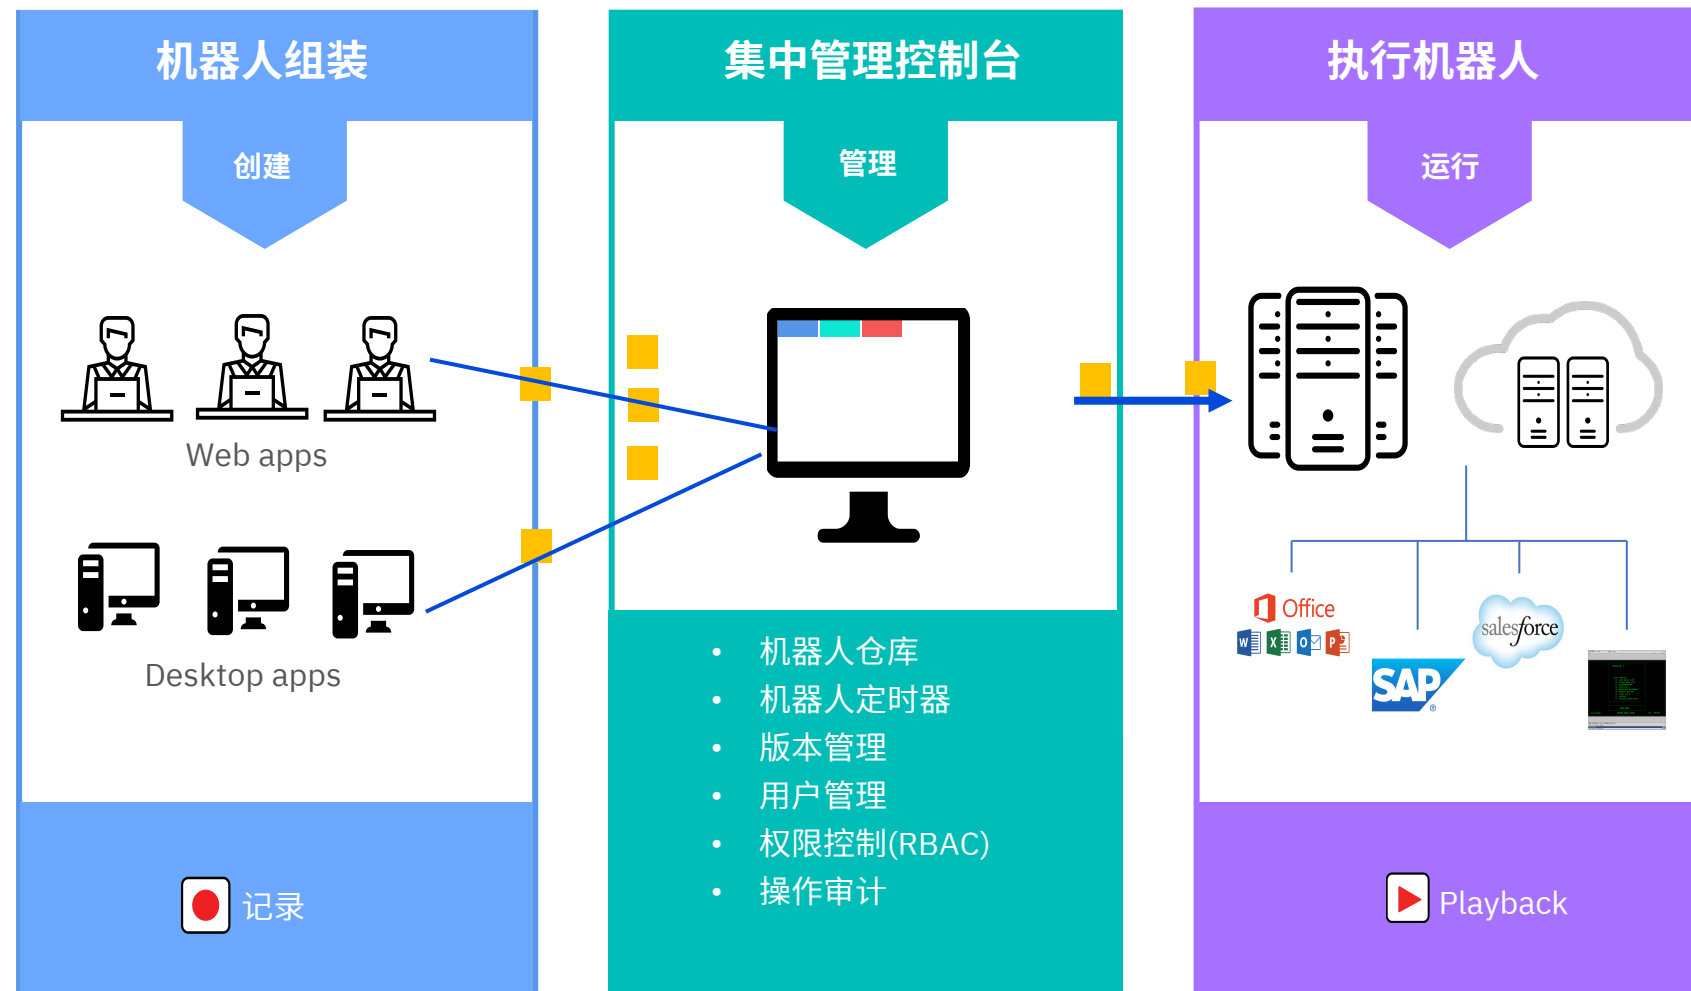 机器人组装
创建
Web apps
Desktop apps
记录
集中管理控制台
管理
• 机器人仓库
• 机器人定时器
• 版本管理
• 用户管理
• 权限控制(RBAC)
• 操作审计
执行机器人
运行
Office
W X O P
salesforce
SAP ®
Playback